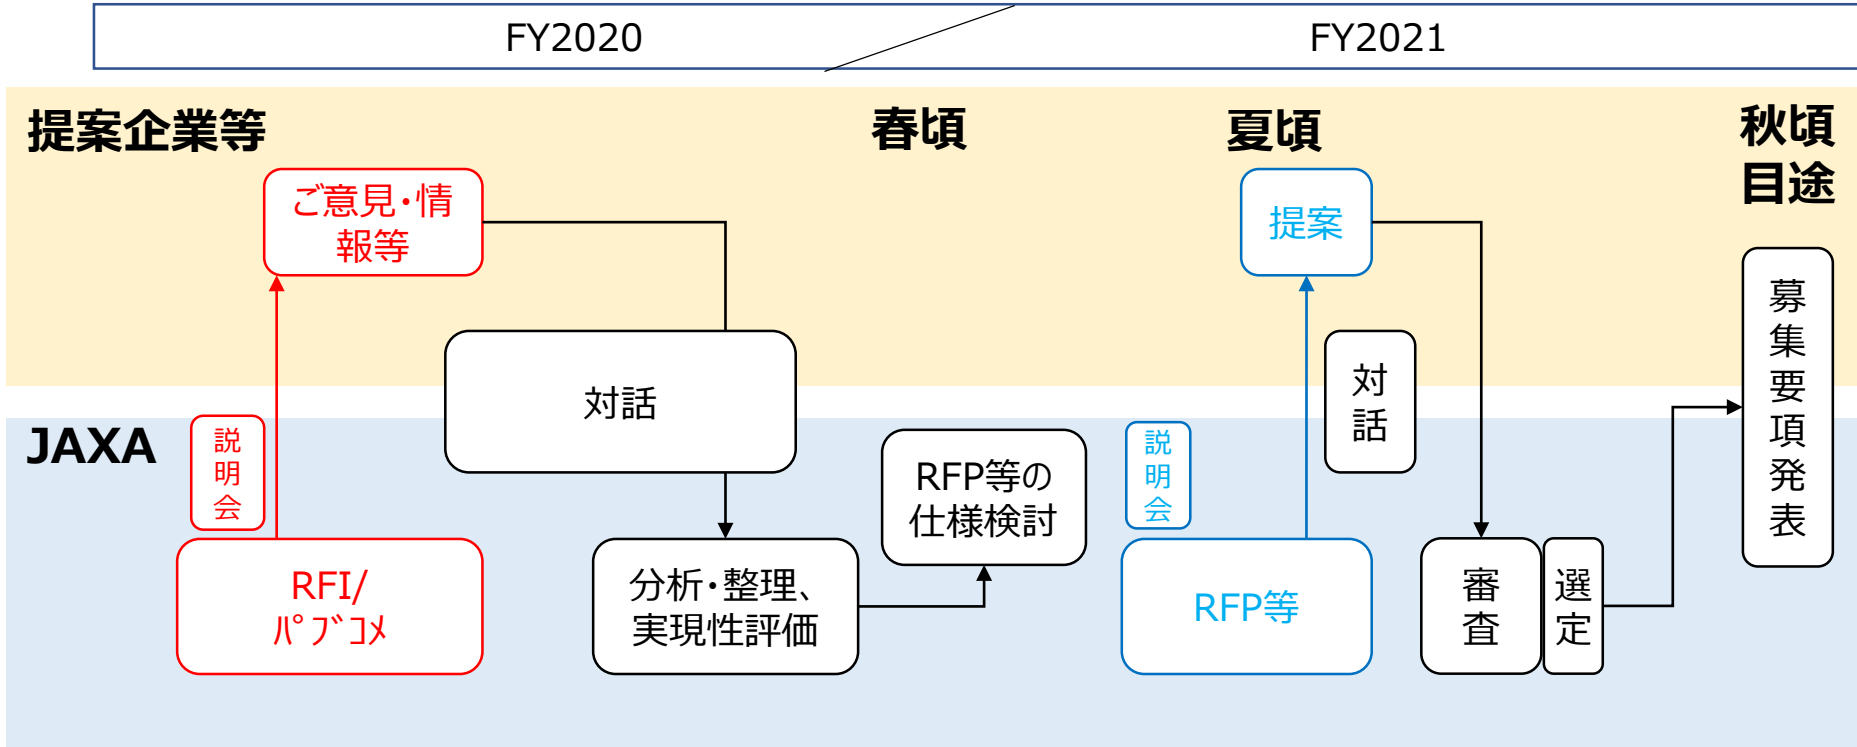 FY2020
FY2021
提案企業等
春頃
夏頃
秋頃
目途
ご意見・情
報等
提案
対話
対
話
募
集
要
項
発
表
JAXA
説
明
会
RFP等の
仕様検討
説
明
会
RFI/
ﾊﾟﾌﾞｺﾒ
分析・整理、
実現性評価
RFP等
審
査
選
定